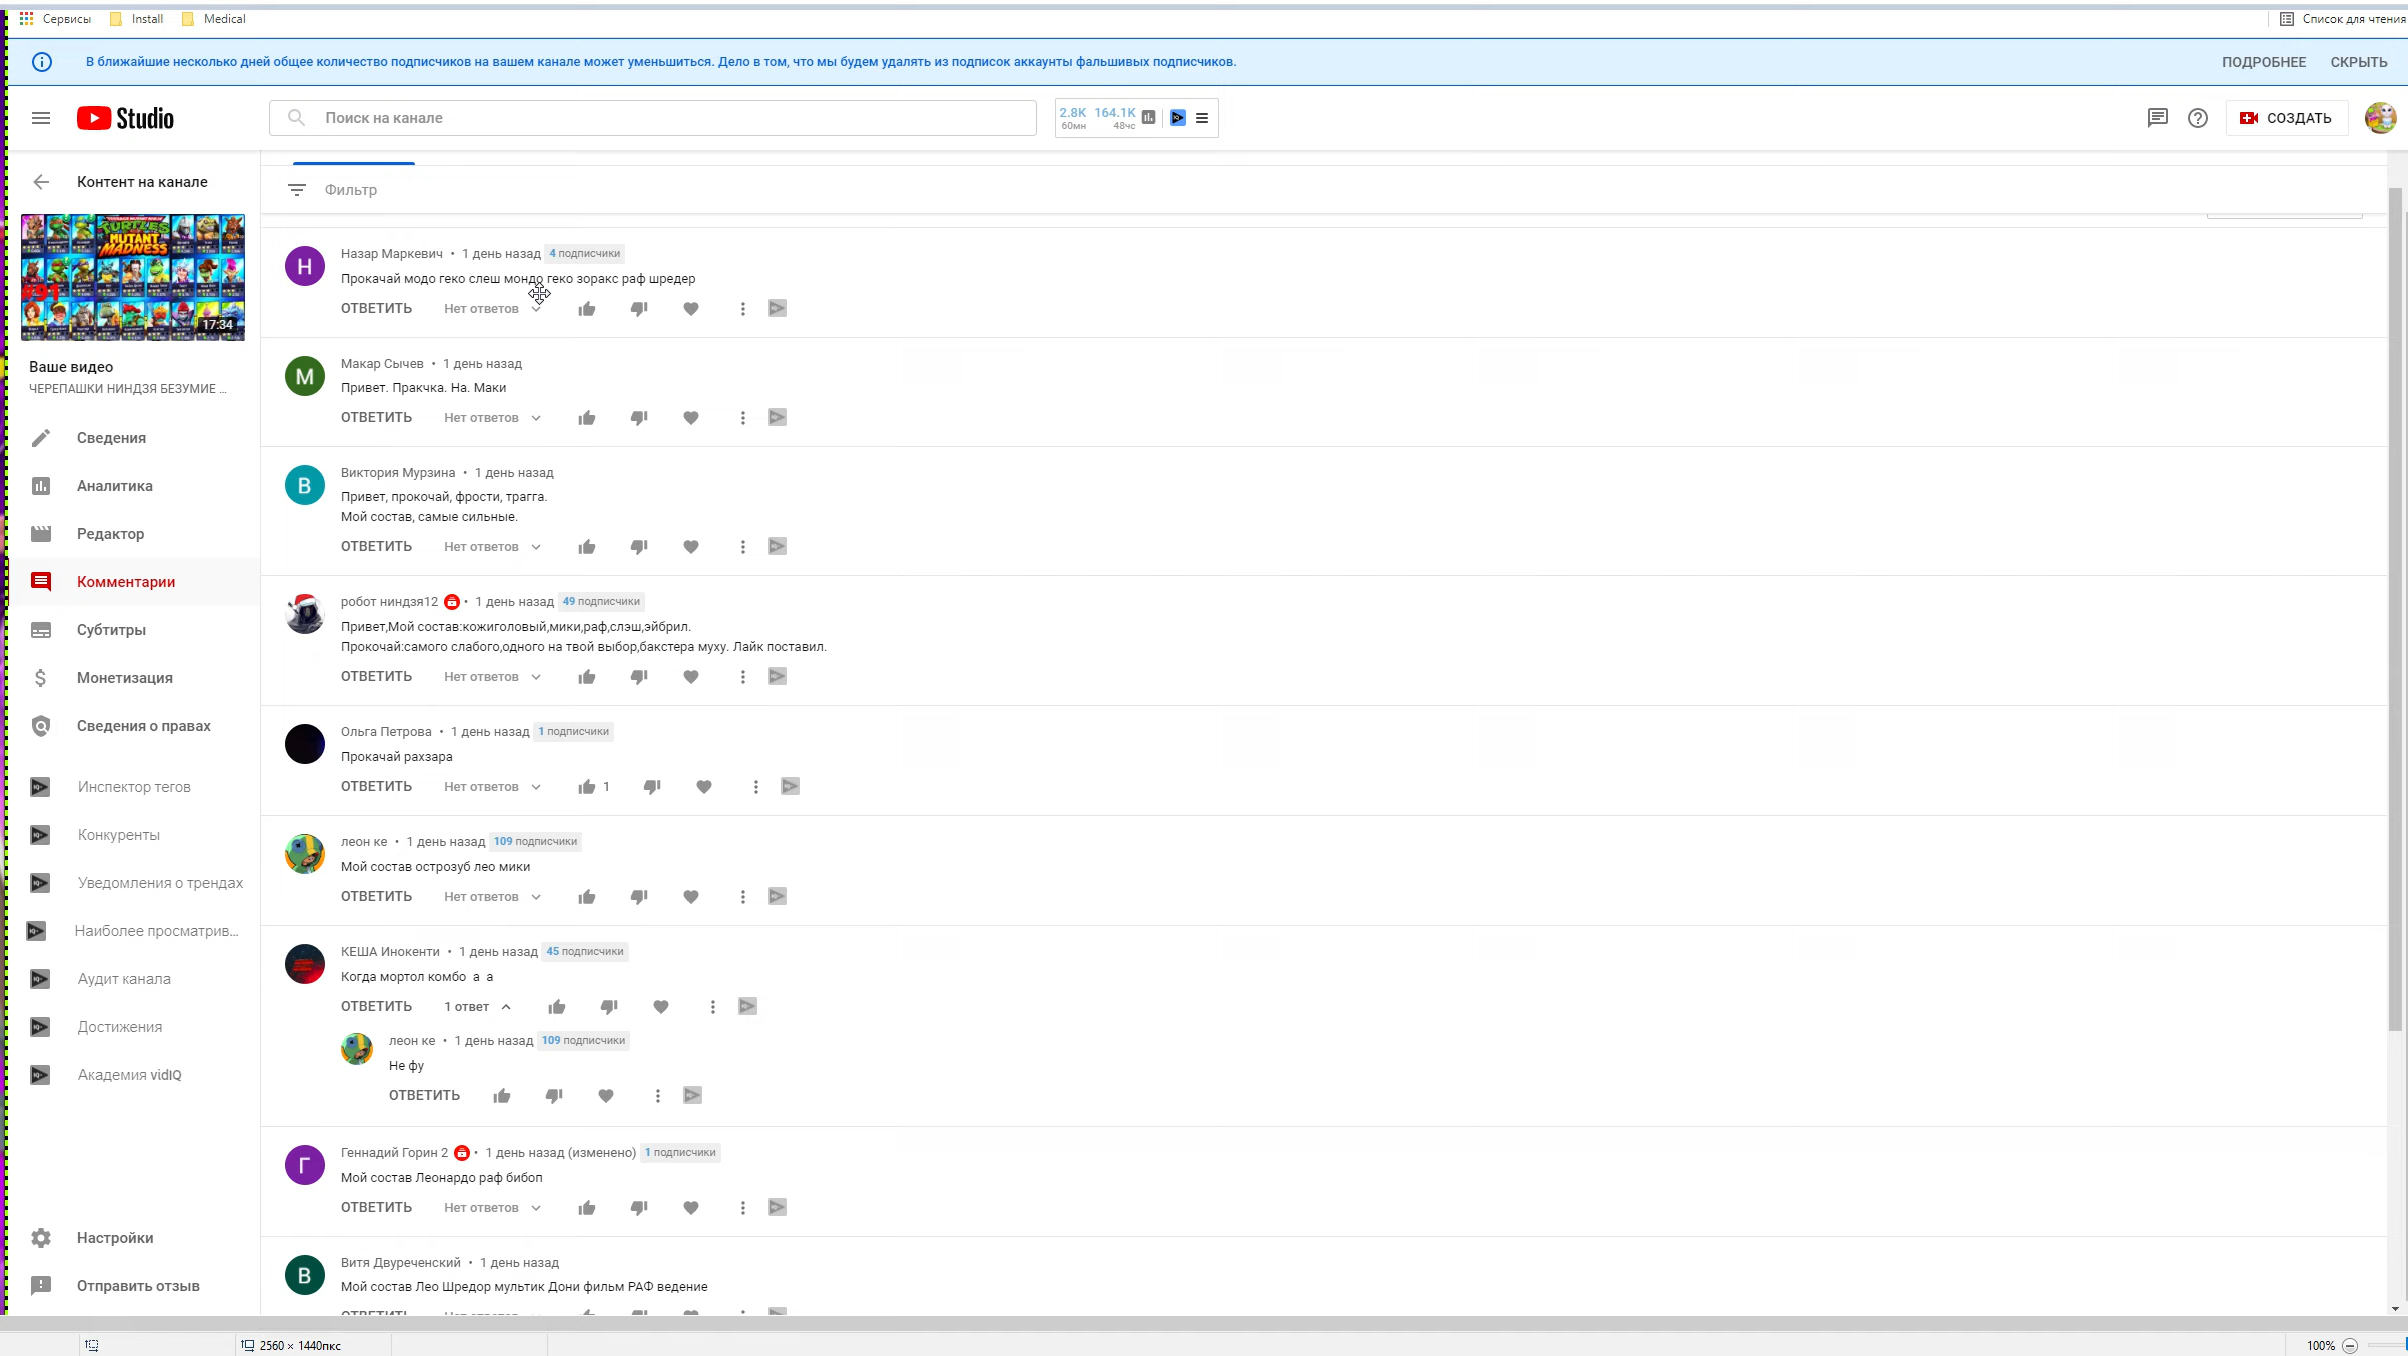 Сервисы
Install
Medical
Список для чтения
В ближайшие несколько дней общее количество подписчиков на вашем канале может уменьшиться. Дело в том, что мы будем удалять из подписок аккаунты фальшивых подписчиков.
ПОДРОБНЕЕ
СКРЫТЬ
Studio
Поиск на канале
2.8K 164.1K
60мн 48чс
СОЗДАТЬ
Контент на канале
TURTLES
MUTANT
MADNESS
#91
17:34
Ваше видео
ЧЕРЕПАШКИ НИНДЗЯ БЕЗУМИЕ ...
Сведения
Аналитика
Редактор
Комментарии
Субтитры
Монетизация
Сведения о правах
Инспектор тегов
Конкуренты
Уведомления о трендах
Наиболее просматрив...
Аудит канала
Достижения
Академия vidIQ
Настройки
Отправить отзыв
Фильтр
Н
Назар Маркевич • 1 день назад 4 подписчики
Прокачай модо геко слеш мондо геко зоракс раф шредер
ОТВЕТИТЬ Нет ответов
М
Макар Сычев • 1 день назад
Привет. Пракчка. На. Маки
ОТВЕТИТЬ Нет ответов
В
Виктория Мурзина • 1 день назад
Привет, прокочай, фрости, трагга.
Мой состав, самые сильные.
ОТВЕТИТЬ Нет ответов
робот ниндзя12 • 1 день назад 49 подписчики
Привет,Мой состав:кожиголовый,мики,раф,слэш,эйбрил.
Прокочай:самого слабого,одного на твой выбор,бакстера муху. Лайк поставил.
ОТВЕТИТЬ Нет ответов
Ольга Петрова • 1 день назад 1 подписчики
Прокачай рахзара
ОТВЕТИТЬ Нет ответов 1
леон ке • 1 день назад 109 подписчики
Мой состав острозуб лео мики
ОТВЕТИТЬ Нет ответов
КЕША Инокенти • 1 день назад 45 подписчики
Когда мортол комбо а а
ОТВЕТИТЬ 1 ответ
леон ке • 1 день назад 109 подписчики
Не фу
ОТВЕТИТЬ
Г
Геннадий Горин 2 • 1 день назад (изменено) 1 подписчики
Мой состав Леонардо раф бибоп
ОТВЕТИТЬ Нет ответов
В
Витя Двуреченский • 1 день назад
Мой состав Лео Шредор мультик Дони фильм РАФ ведение
ОТВЕТИТЬ Нет ответов
2560 × 1440пкс
100%